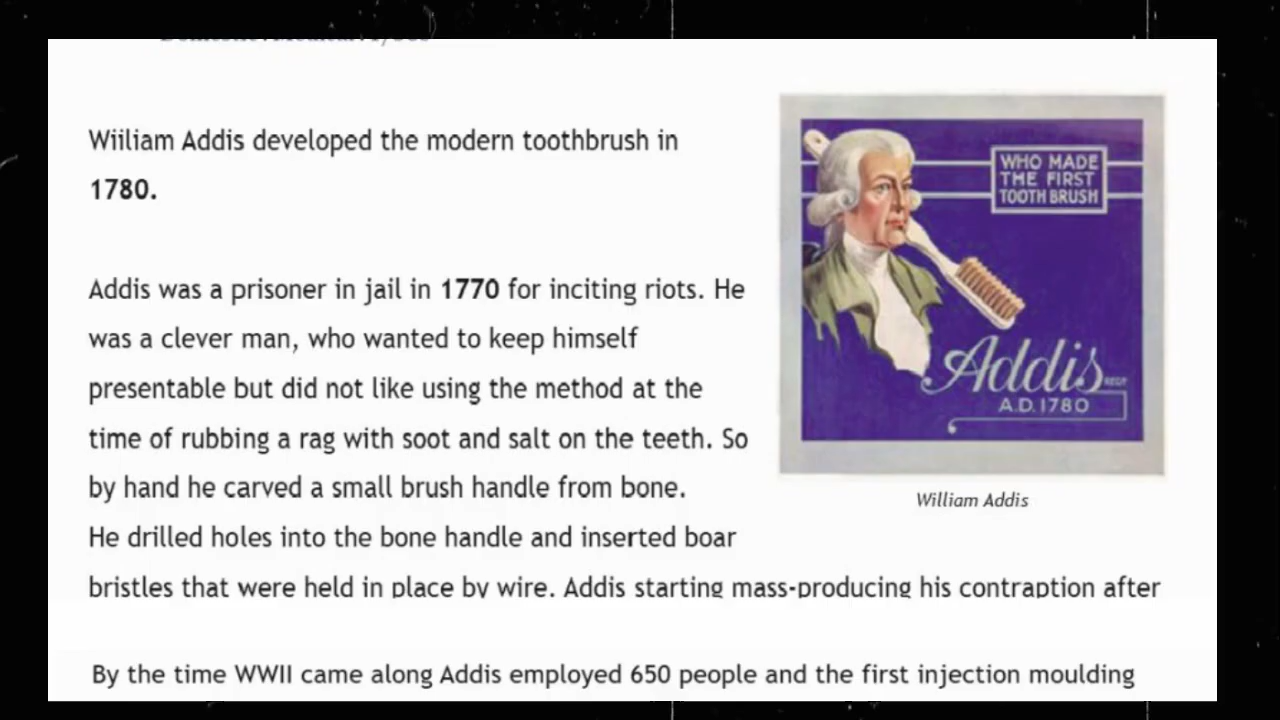 Wiiliam Addis developed the modern toothbrush in
1780.
Addis was a prisoner in jail in 1770 for inciting riots. He
was a clever man, who wanted to keep himself
presentable but did not like using the method at the
time of rubbing a rag with soot and salt on the teeth. So
by hand he carved a small brush handle from bone.
He drilled holes into the bone handle and inserted boar
bristles that were held in place by wire. Addis starting mass-producing his contraption after
WHO MADE
THE FIRST
TOOTH BRUSH
Addis REGD
A.D. 1780
William Addis
By the time WWII came along Addis employed 650 people and the first injection moulding